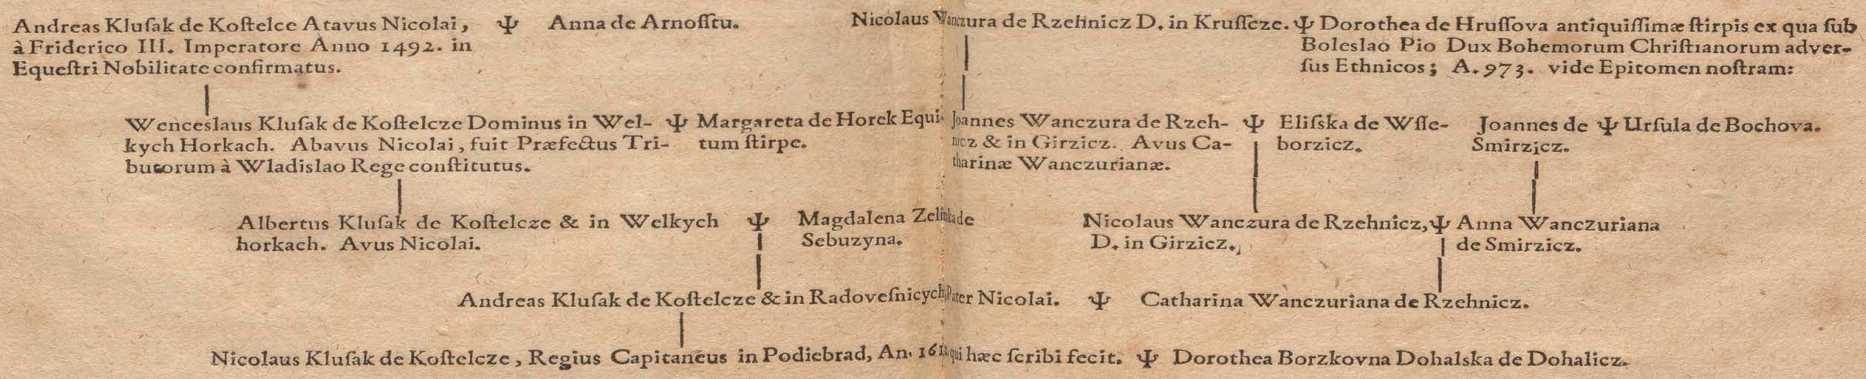 Andreas Kluſak de Koſtelce Atavus Nicolai, Ψ Anna de Arnoſſtu.
à Friderico III. Imperatore Anno 1492. in
Equeſtri Nobilitate confirmatus.
Nicolaus Wanczura de Rzehnicz D. in Kruſſcze. Ψ Dorothea de Hruſſova antiquiſſimæ ſtirpis ex qua ſub
Boleslao Pio Dux Bohemorum Chriſtianorum adver-
ſus Ethnicos; A. 973. vide Epitomen noſtram:
Wenceslaus Kluſak de Koſtelcze Dominus in Wel- Ψ Margareta de Horek Equi-
kych Horkach. Abavus Nicolai, fuit Præfectus Tri- tum ſtirpe.
butorum à Wladislao Rege conſtitutus.
Joannes Wanczura de Rzeh- Ψ Eliſska de Wſſe-
nicz & in Girzicz. Avus Ca- borzicz.
tharinæ Wanczurianæ.
Joannes de Ψ Urſula de Bochova.
Smirzicz.
Albertus Kluſak de Koſtelcze & in Welkych Ψ Magdalena Zelinka de
horkach. Avus Nicolai. Sebuzyna.
Nicolaus Wanczura de Rzehnicz, Ψ Anna Wanczuriana
D. in Girzicz. de Smirzicz.
Andreas Kluſak de Koſtelcze & in Radoveſnicych, Pater Nicolai. Ψ Catharina Wanczuriana de Rzehnicz.
Nicolaus Kluſak de Koſtelcze, Regius Capitaneus in Podiebrad, An. qui hæc ſcribi fecit. Ψ Dorothea Borzkovna Dohalska de Dohalicz.